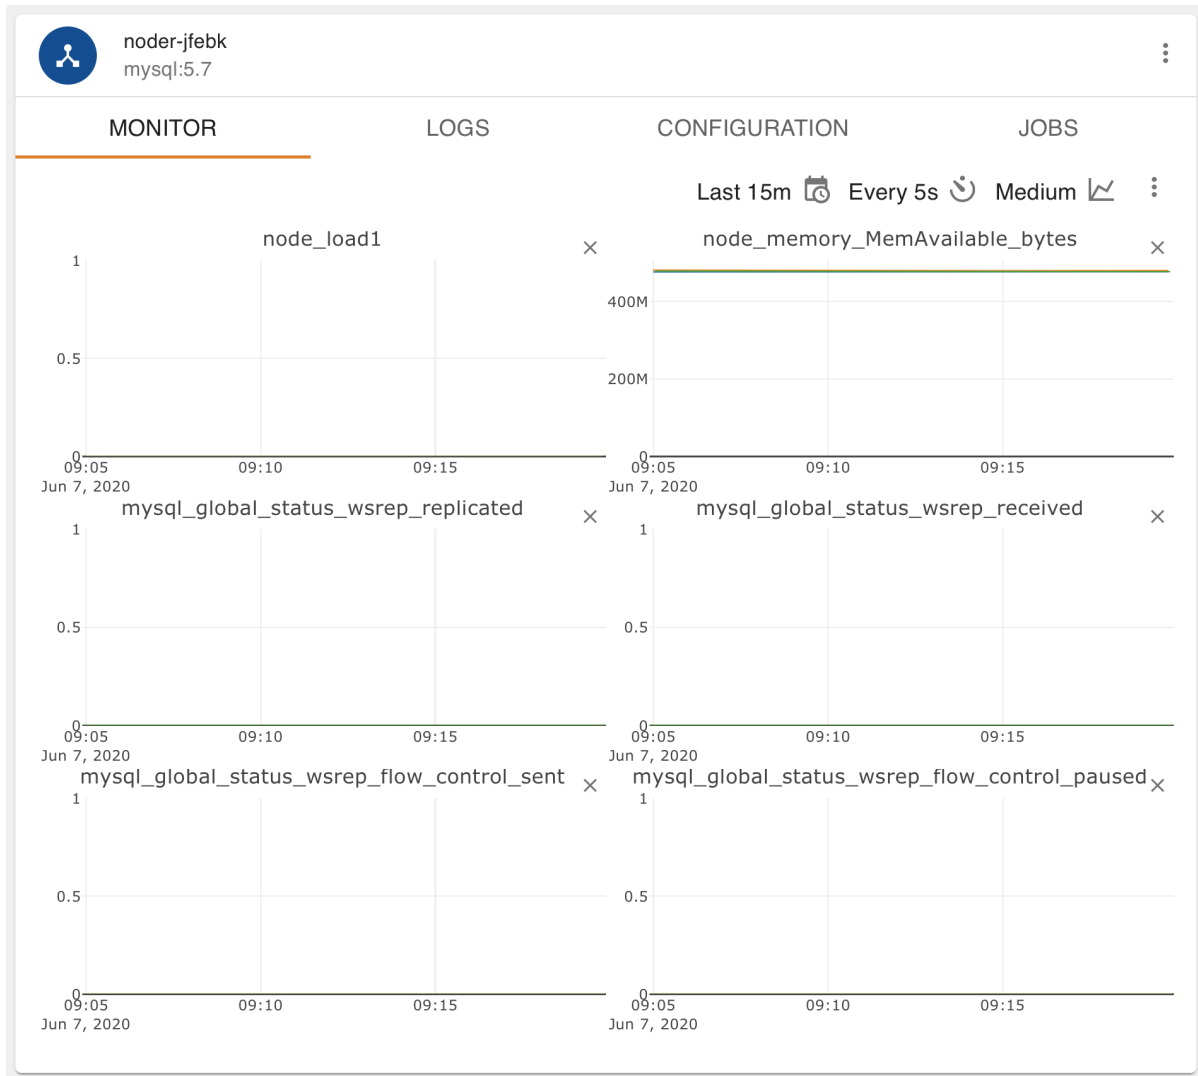 noder-jfebk
mysql:5.7
MONITOR LOGS CONFIGURATION JOBS
Last 15m Every 5s Medium
node_load1
1
0.5
0
09:05 09:10 09:15
Jun 7, 2020
node_memory_MemAvailable_bytes
400M
200M
0
09:05 09:10 09:15
Jun 7, 2020
mysql_global_status_wsrep_replicated
1
0.5
0
09:05 09:10 09:15
Jun 7, 2020
mysql_global_status_wsrep_received
1
0.5
0
09:05 09:10 09:15
Jun 7, 2020
mysql_global_status_wsrep_flow_control_sent
1
0.5
0
09:05 09:10 09:15
Jun 7, 2020
mysql_global_status_wsrep_flow_control_paused
1
0.5
0
09:05 09:10 09:15
Jun 7, 2020